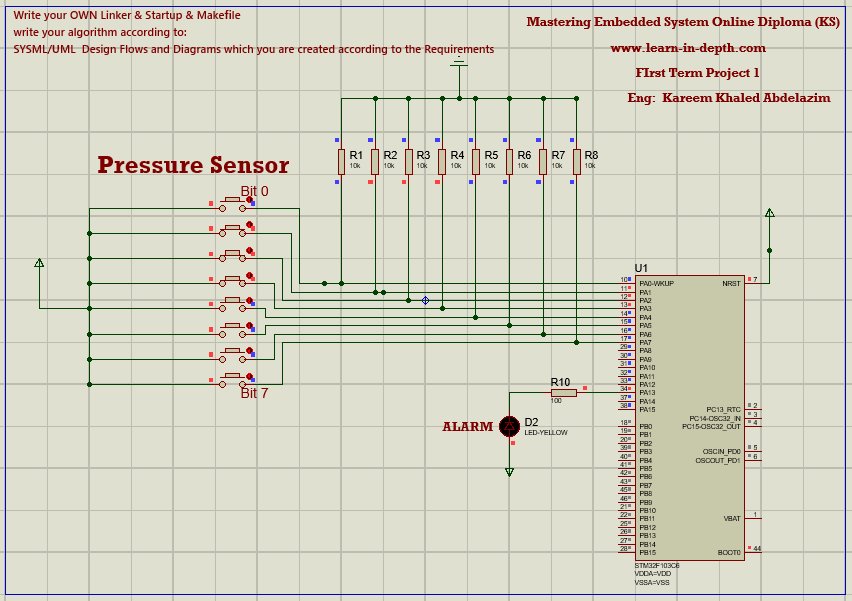 Write your OWN Linker & Startup & Makefile
write your algorithm according to:
SYSML/UML Design Flows and Diagrams which you are created according to the Requirements
Mastering Embedded System Online Diploma (KS)
www.learn-in-depth.com
FIrst Term Project 1
Eng: Kareem Khaled Abdelazim
Pressure Sensor
Bit 0
Bit 7
R1
10k
R2
10k
R3
10k
R4
10k
R5
10k
R6
10k
R7
10k
R8
10k
R10
100
ALARM
D2
LED-YELLOW
U1
10 PA0-WKUP
11 PA1
12 PA2
13 PA3
14 PA4
15 PA5
16 PA6
17 PA7
29 PA8
30 PA9
31 PA10
32 PA11
33 PA12
34 PA13
37 PA14
38 PA15
18 PB0
19 PB1
20 PB2
39 PB3
40 PB4
41 PB5
42 PB6
43 PB7
45 PB8
46 PB9
21 PB10
22 PB11
25 PB12
26 PB13
27 PB14
28 PB15
NRST 7
PC13_RTC 2
PC14-OSC32_IN 3
PC15-OSC32_OUT 4
OSCIN_PD0 5
OSCOUT_PD1 6
VBAT 1
BOOT0 44
STM32F103C6
VDDA=VDD
VSSA=VSS